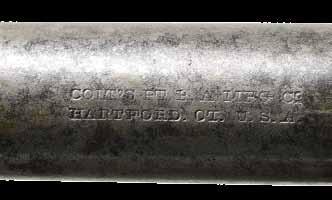 COLT'S PT. F. A. MFG. Co.
HARTFORD, CT. U. S. A.